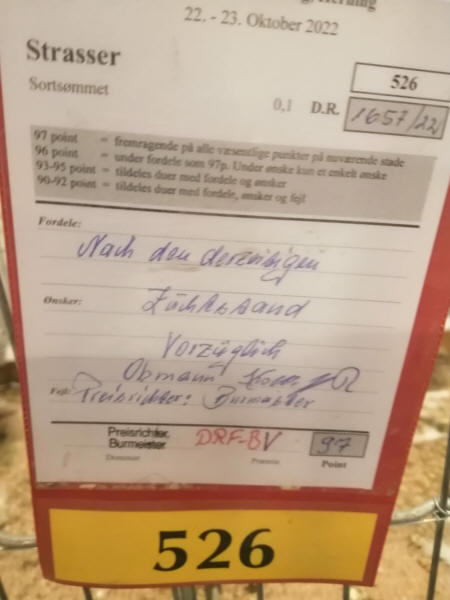 Herning
22. - 23. Oktober 2022
Strasser
Sortsømmet
526
0,1 D.R. 1657/22
97 point = fremragende på alle væsentlige punkter på nuværende stade
96 point = under fordele som 97p. Under ønske kun et enkelt ønske
93-95 point = tildeles duer med fordele og ønsker
90-92 point = tildeles duer med fordele, ønsker og fejl
Fordele:
Nach den derzeitigen
Ønsker:
Zuchtstand
Vorzüglich
Obmann
Fejl: Preisrichter: Burmeister
Preisrichter,
Burmeister DRF-BV 97
Dommer Præmie Point
526